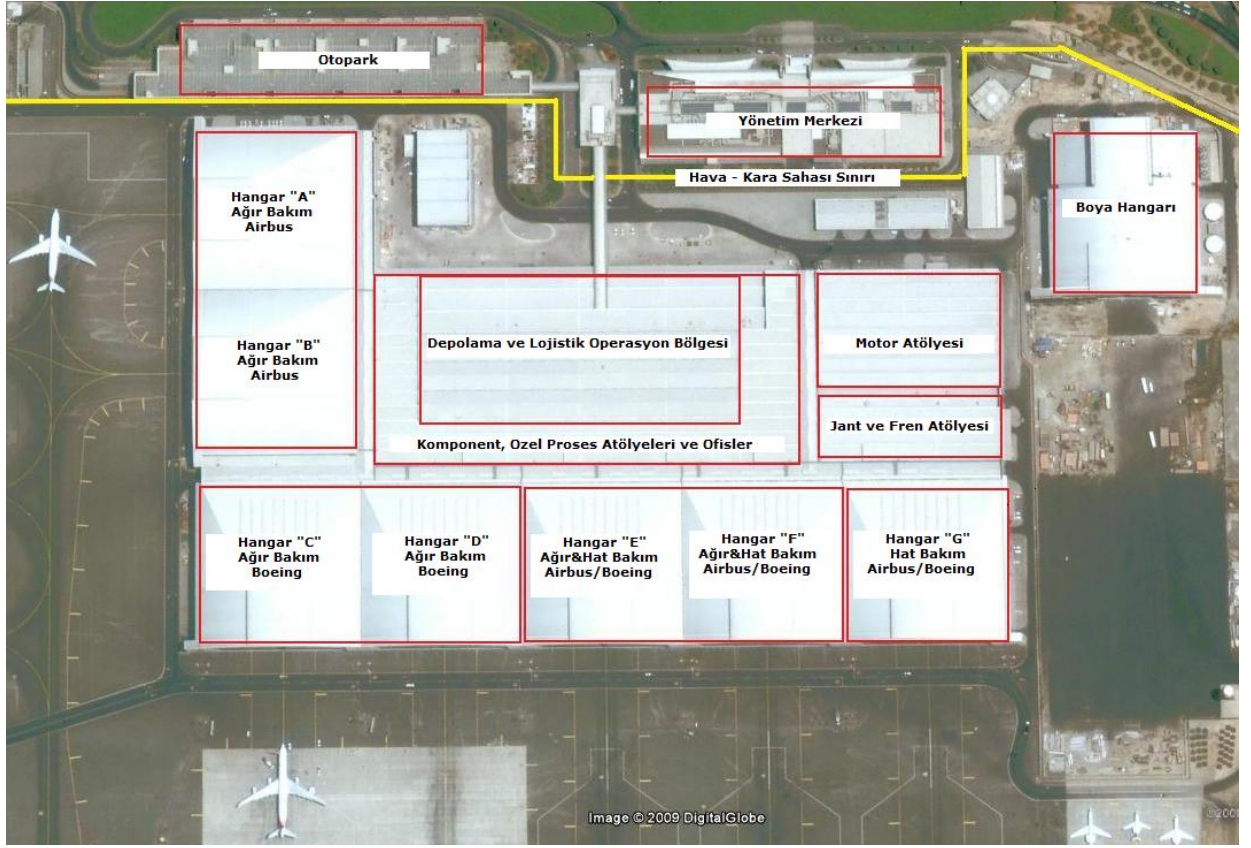 Otopark
Yönetim Merkezi
Hava - Kara Sahası Sınırı
Hangar "A"
Ağır Bakım
Airbus
Boya Hangarı
Hangar "B"
Ağır Bakım
Airbus
Depolama ve Lojistik Operasyon Bölgesi
Motor Atölyesi
Jant ve Fren Atölyesi
Komponent, Ozel Proses Atölyeleri ve Ofisler
Hangar "C"
Ağır Bakım
Boeing
Hangar "D"
Ağır Bakım
Boeing
Hangar "E"
Ağır&Hat Bakım
Airbus/Boeing
Hangar "F"
Ağır&Hat Bakım
Airbus/Boeing
Hangar "G"
Hat Bakım
Airbus/Boeing
Image © 2009 DigitalGlobe